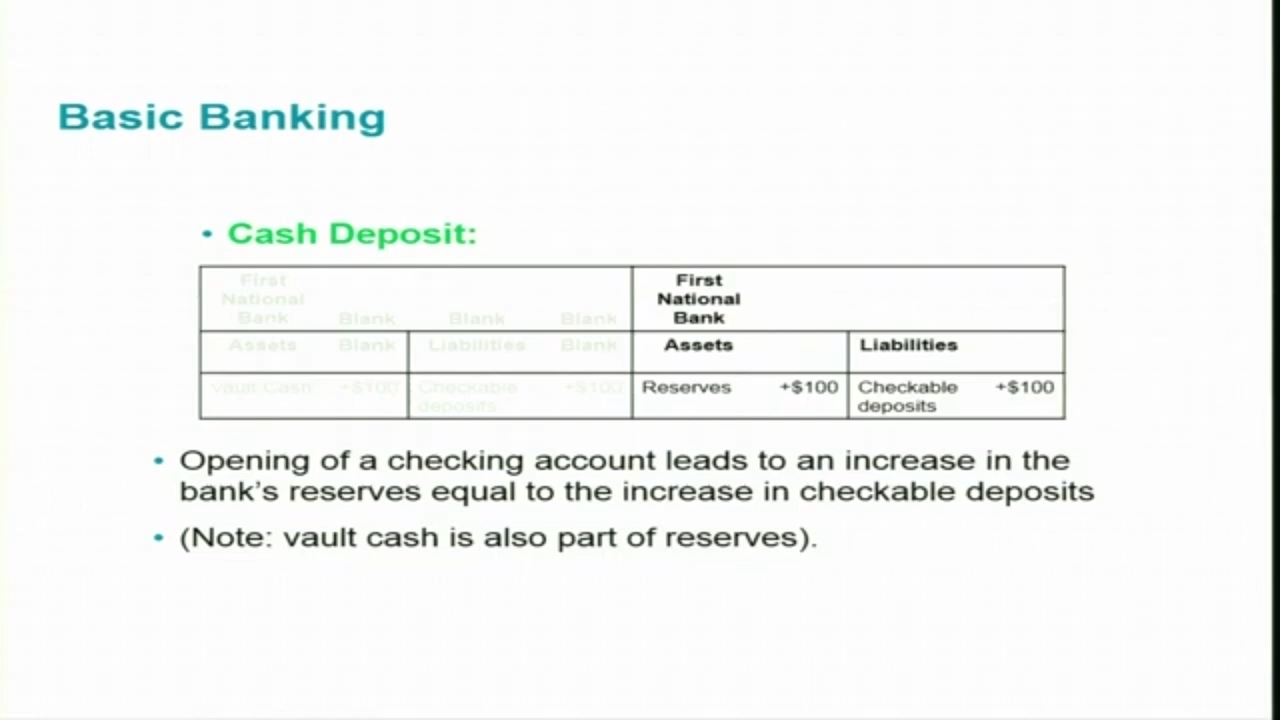 Basic Banking
• Cash Deposit:
First National Bank Blank Blank Blank First National Bank
Assets Blank Liabilities Blank Assets Liabilities
Vault Cash +$100 Checkable deposits +$100 Reserves +$100 Checkable deposits +$100
• Opening of a checking account leads to an increase in the
bank's reserves equal to the increase in checkable deposits
• (Note: vault cash is also part of reserves).